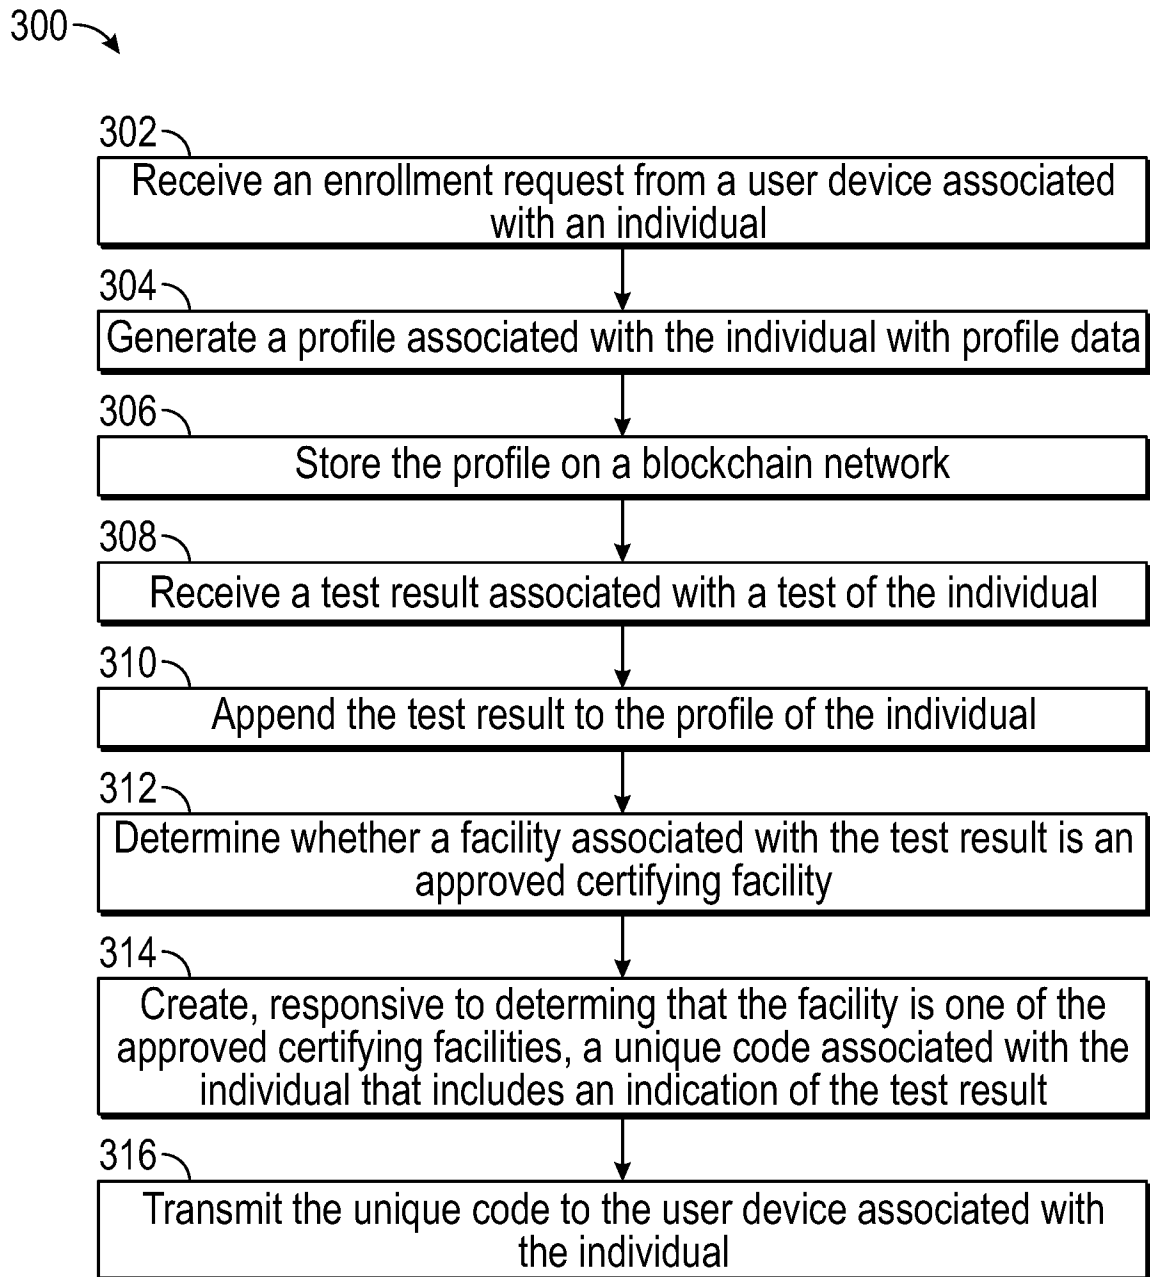 300
302
Receive an enrollment request from a user device associated
with an individual
304
Generate a profile associated with the individual with profile data
306
Store the profile on a blockchain network
308
Receive a test result associated with a test of the individual
310
Append the test result to the profile of the individual
312
Determine whether a facility associated with the test result is an
approved certifying facility
314
Create, responsive to determing that the facility is one of the
approved certifying facilities, a unique code associated with the
individual that includes an indication of the test result
316
Transmit the unique code to the user device associated with
the individual